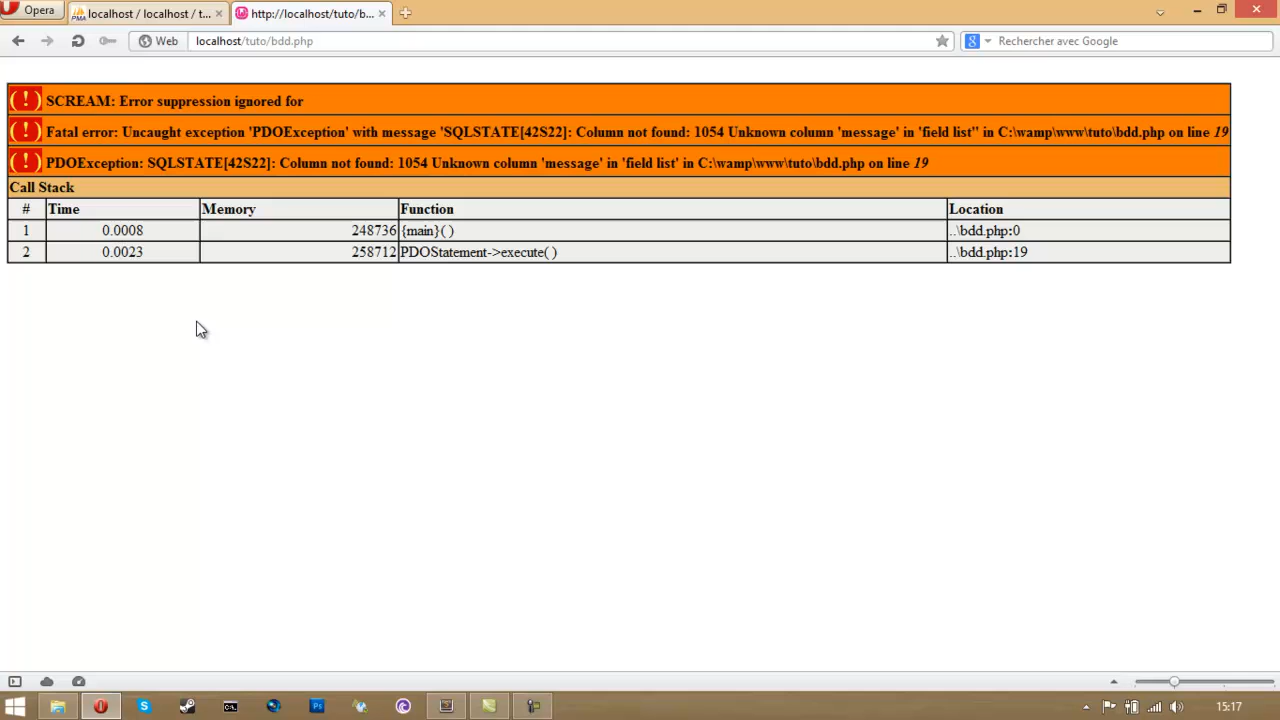 Opera
localhost / localhost / t...
http://localhost/tuto/b...
Web
localhost/tuto/bdd.php
Rechercher avec Google
(!) SCREAM: Error suppression ignored for
(!) Fatal error: Uncaught exception 'PDOException' with message 'SQLSTATE[42S22]: Column not found: 1054 Unknown column 'message' in 'field list'' in C:\wamp\www\tuto\bdd.php on line 19
(!) PDOException: SQLSTATE[42S22]: Column not found: 1054 Unknown column 'message' in 'field list' in C:\wamp\www\tuto\bdd.php on line 19
Call Stack
# Time Memory Function Location
1 0.0008 248736 {main}( ) ..\bdd.php:0
2 0.0023 258712 PDOStatement->execute( ) ..\bdd.php:19
15:17